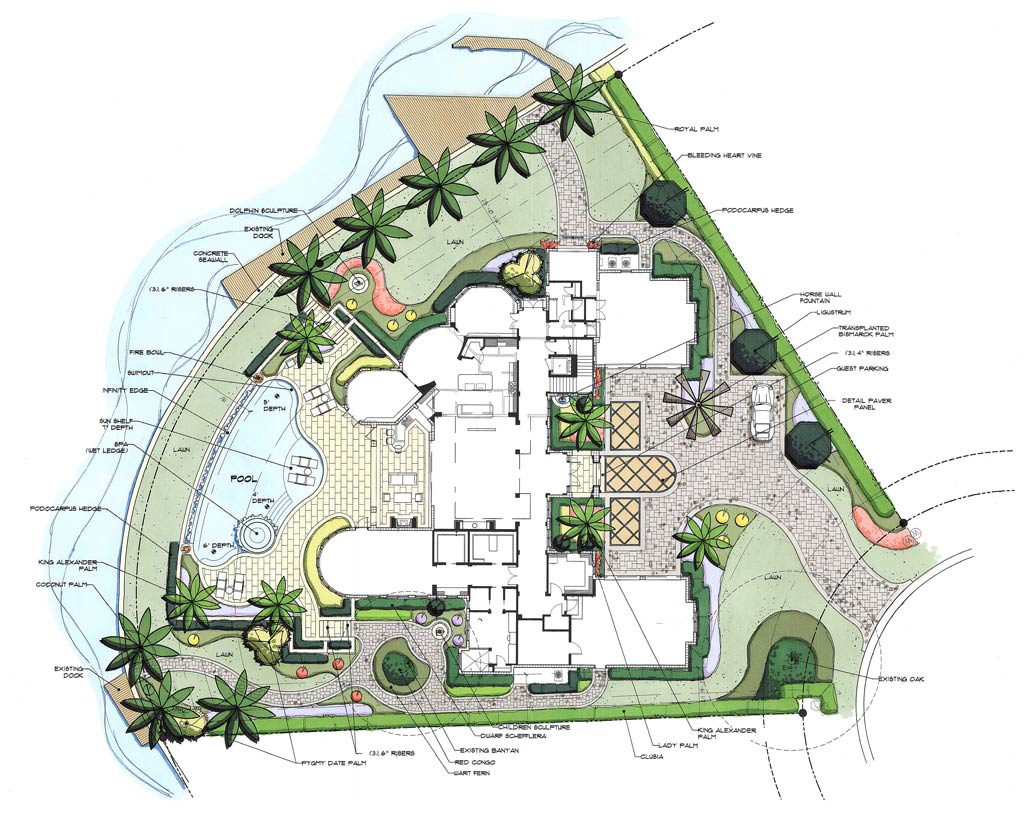 ROYAL PALM
BLEEDING HEART VINE
PODOCARPUS HEDGE
DOLPHIN SCULPTURE
EXISTING
DOCK
LAWN
CONCRETE
SEAWALL
(3), 6" RISERS
HORSE WALL
FOUNTAIN
LIGUSTRUM
TRANSPLANTED
BISMARCK PALM
(3), 4" RISERS
GUEST PARKING
FIRE BOWL
SWIMOUT
INFINITY EDGE
5'
DEPTH
DETAIL PAVER
PANEL
SUN SHELF
7" DEPTH
SPA
(WET LEDGE)
LAWN
POOL
4'
DEPTH
LAWN
PODOCARPUS HEDGE
6' DEPTH
KING ALEXANDER
PALM
COCONUT PALM
LAWN
LAWN
EXISTING
DOCK
EXISTING OAK
CHILDREN SCULPTURE
DWARF SCHEFFLERA
KING ALEXANDER
PALM
LADY PALM
CLUSIA
(3), 6" RISERS
EXISTING BANYAN
RED CONGO
WART FERN
PYGMY DATE PALM